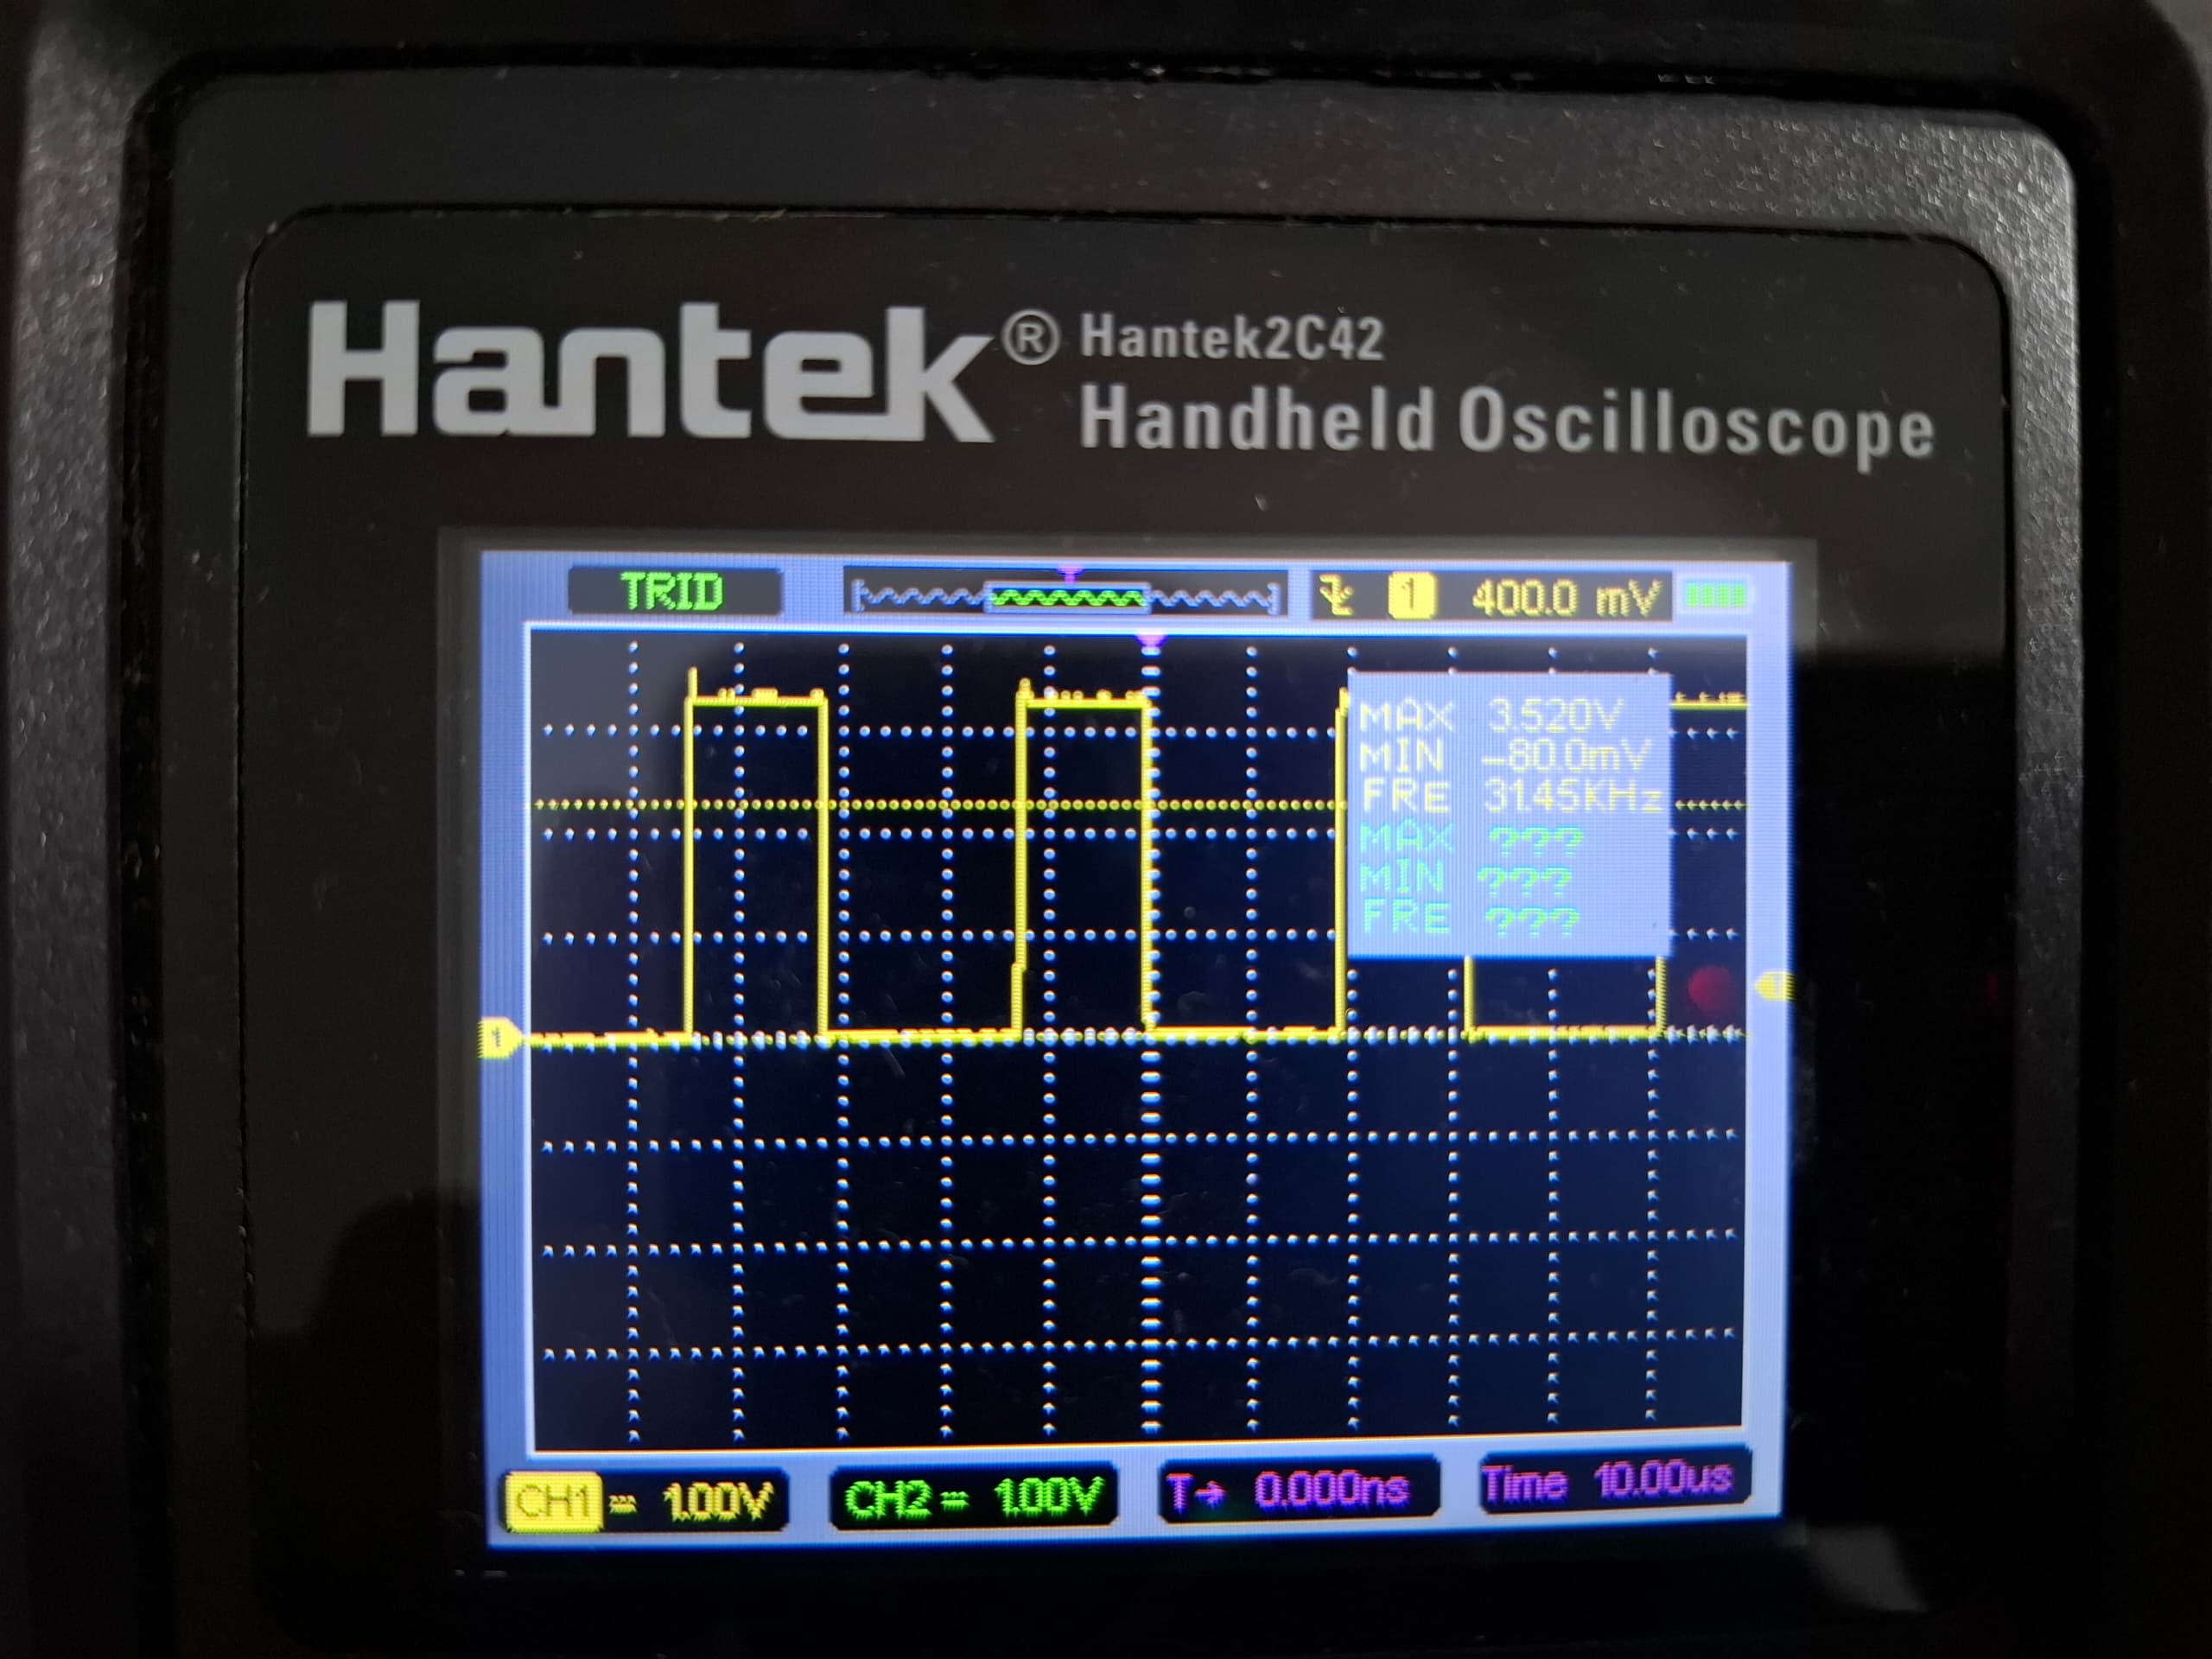 Hantek® Hantek2C42
Handheld Oscilloscope
TRID 1 400.0 mV
MAX 3.520V
MIN -80.0mV
FRE 31.45KHz
MAX ???
MIN ???
FRE ???
1
CH1 1.00V CH2 1.00V T→ 0.000ns Time 10.00us